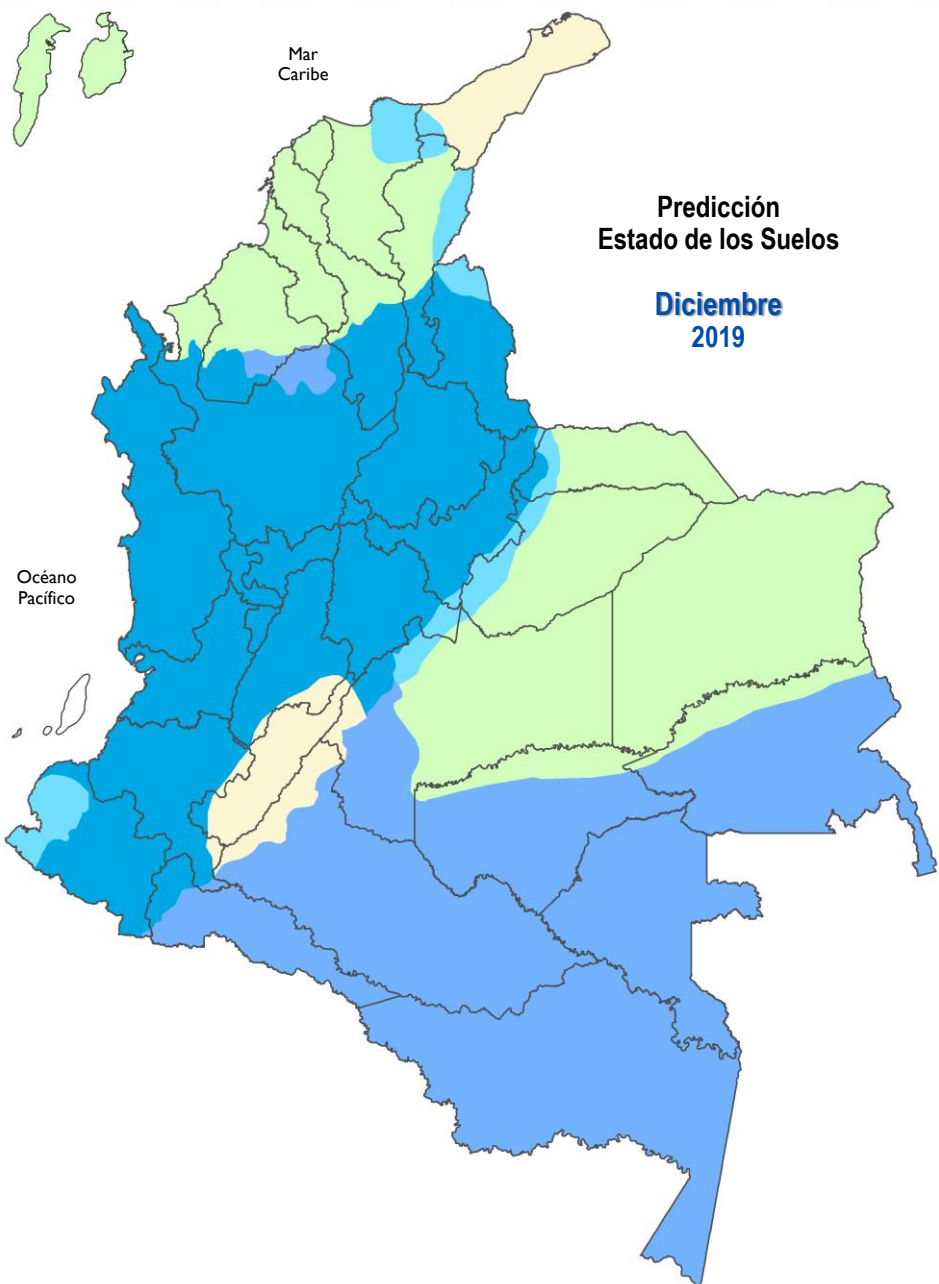 Mar
Caribe
Predicción
Estado de los Suelos
Diciembre
2019
Océano
Pacífico